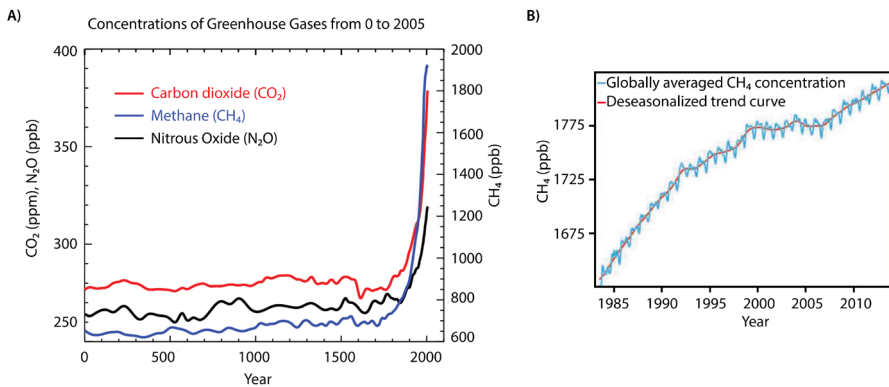 A)
Concentrations of Greenhouse Gases from 0 to 2005
400
350
300
250
CO₂ (ppm), N₂O (ppb)
Carbon dioxide (CO₂)
Methane (CH₄)
Nitrous Oxide (N₂O)
2000
1800
1600
1400
1200
1000
800
600
CH₄ (ppb)
0 500 1000 1500 2000
Year
B)
Globally averaged CH₄ concentration
Deseasonalized trend curve
1775
1725
1675
CH₄ (ppb)
1985 1990 1995 2000 2005 2010
Year